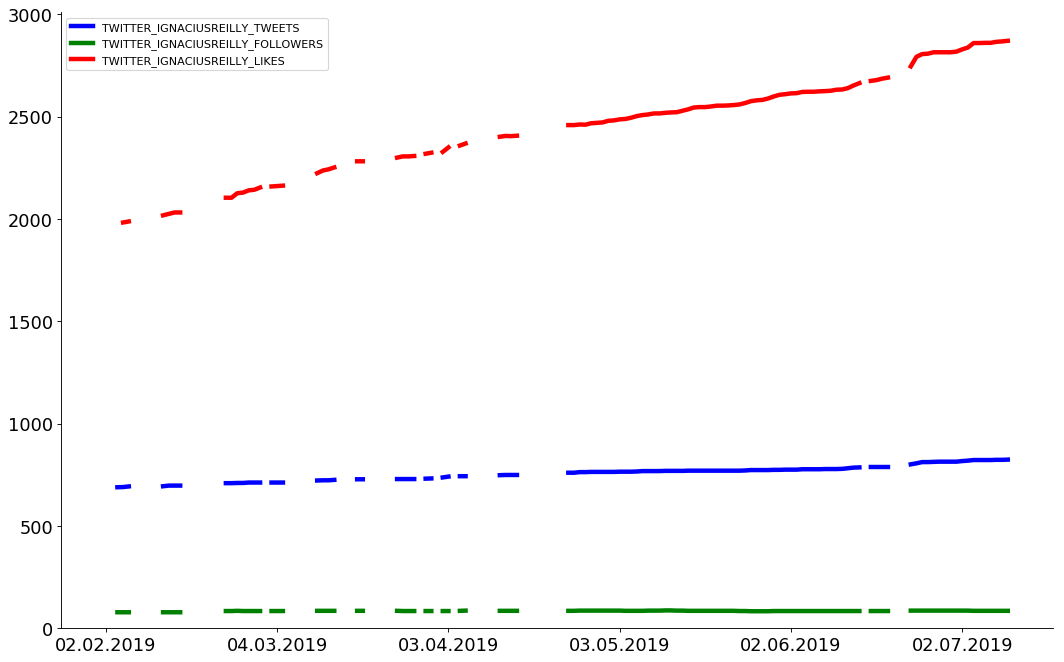 TWITTER_IGNACIUSREILLY_TWEETS
TWITTER_IGNACIUSREILLY_FOLLOWERS
TWITTER_IGNACIUSREILLY_LIKES
3000
2500
2000
1500
1000
500
0
02.02.2019 04.03.2019 03.04.2019 03.05.2019 02.06.2019 02.07.2019